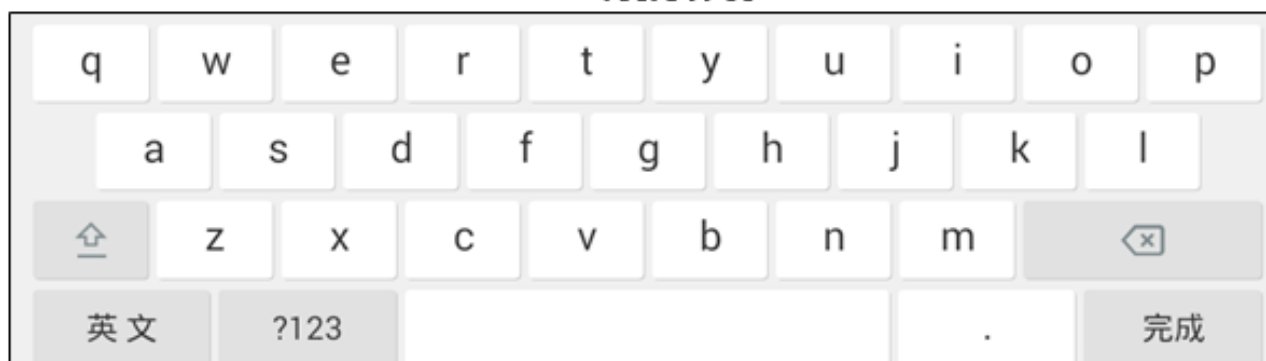 q w e r t y u i o p
a s d f g h j k l
z x c v b n m
英文 ?123 . 完成